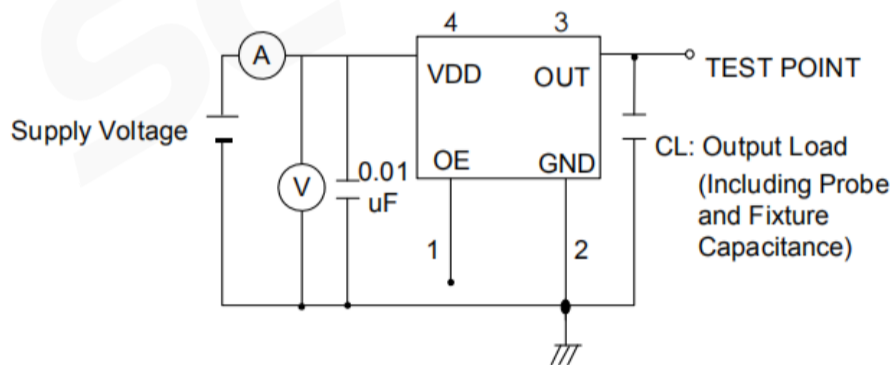 4
3
A
VDD
OUT
TEST POINT
Supply Voltage
OE
GND
CL: Output Load
V
0.01
uF
(Including Probe
and Fixture
Capacitance)
1
2